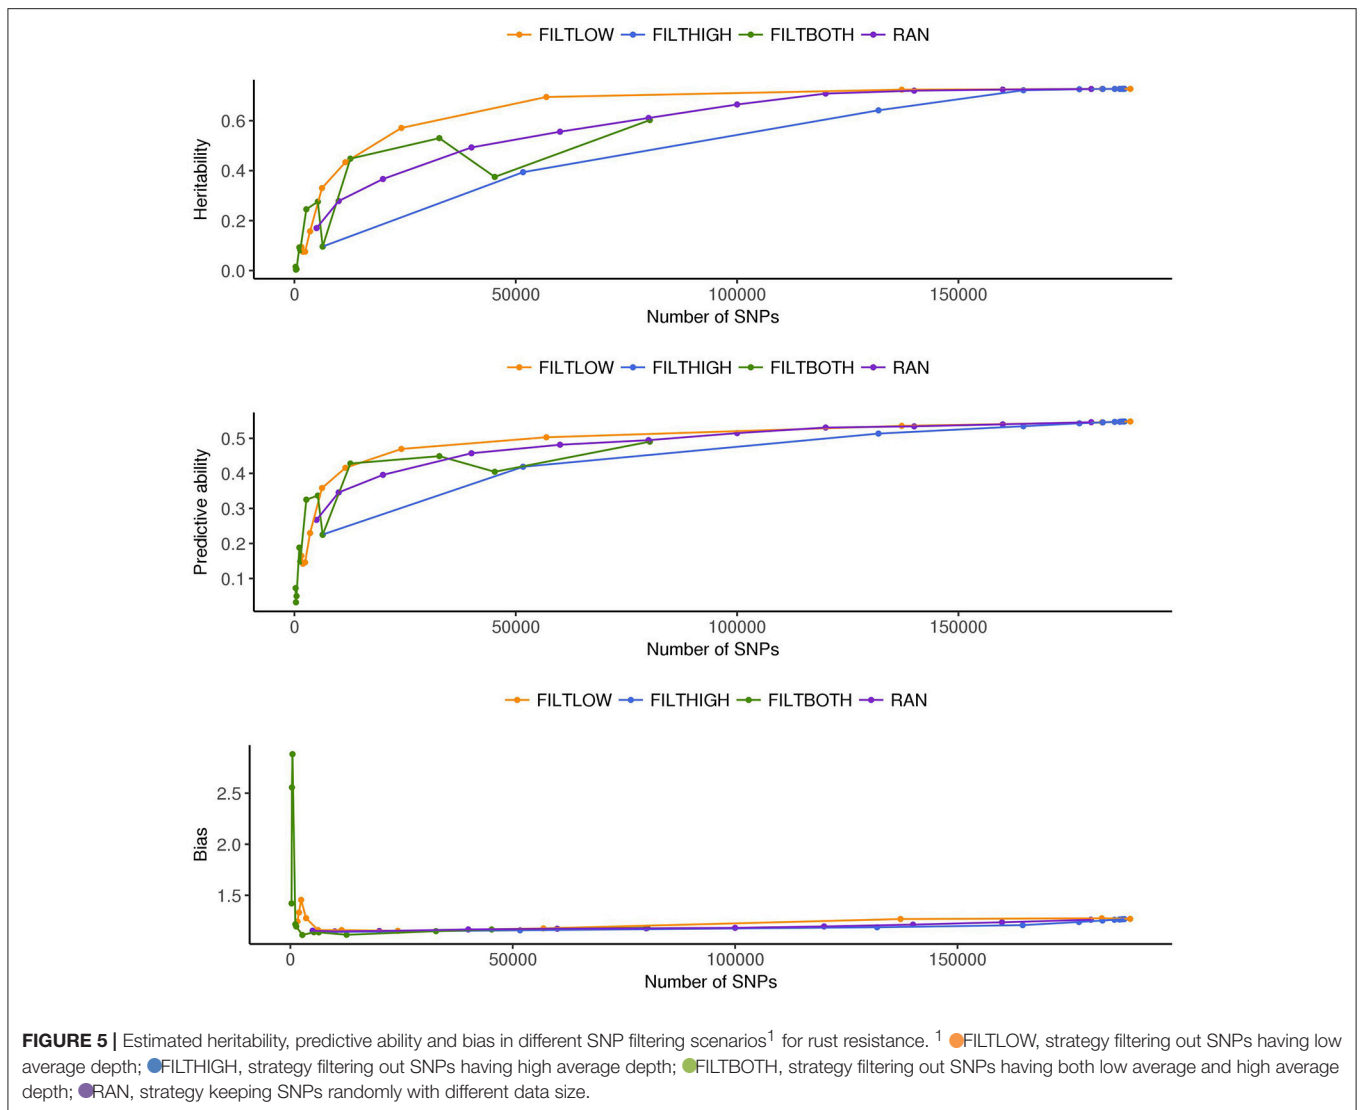 FILTLOW FILTHIGH FILTBOTH RAN
Heritability
0.6
0.4
0.2
0.0
0 50000 100000 150000
Number of SNPs
FILTLOW FILTHIGH FILTBOTH RAN
Predictive ability
0.5
0.4
0.3
0.2
0.1
0 50000 100000 150000
Number of SNPs
FILTLOW FILTHIGH FILTBOTH RAN
Bias
2.5
2.0
1.5
0 50000 100000 150000
Number of SNPs
FIGURE 5 | Estimated heritability, predictive ability and bias in different SNP filtering scenarios¹ for rust resistance. ¹ FILTLOW, strategy filtering out SNPs having low
average depth; FILTHIGH, strategy filtering out SNPs having high average depth; FILTBOTH, strategy filtering out SNPs having both low average and high average
depth; RAN, strategy keeping SNPs randomly with different data size.